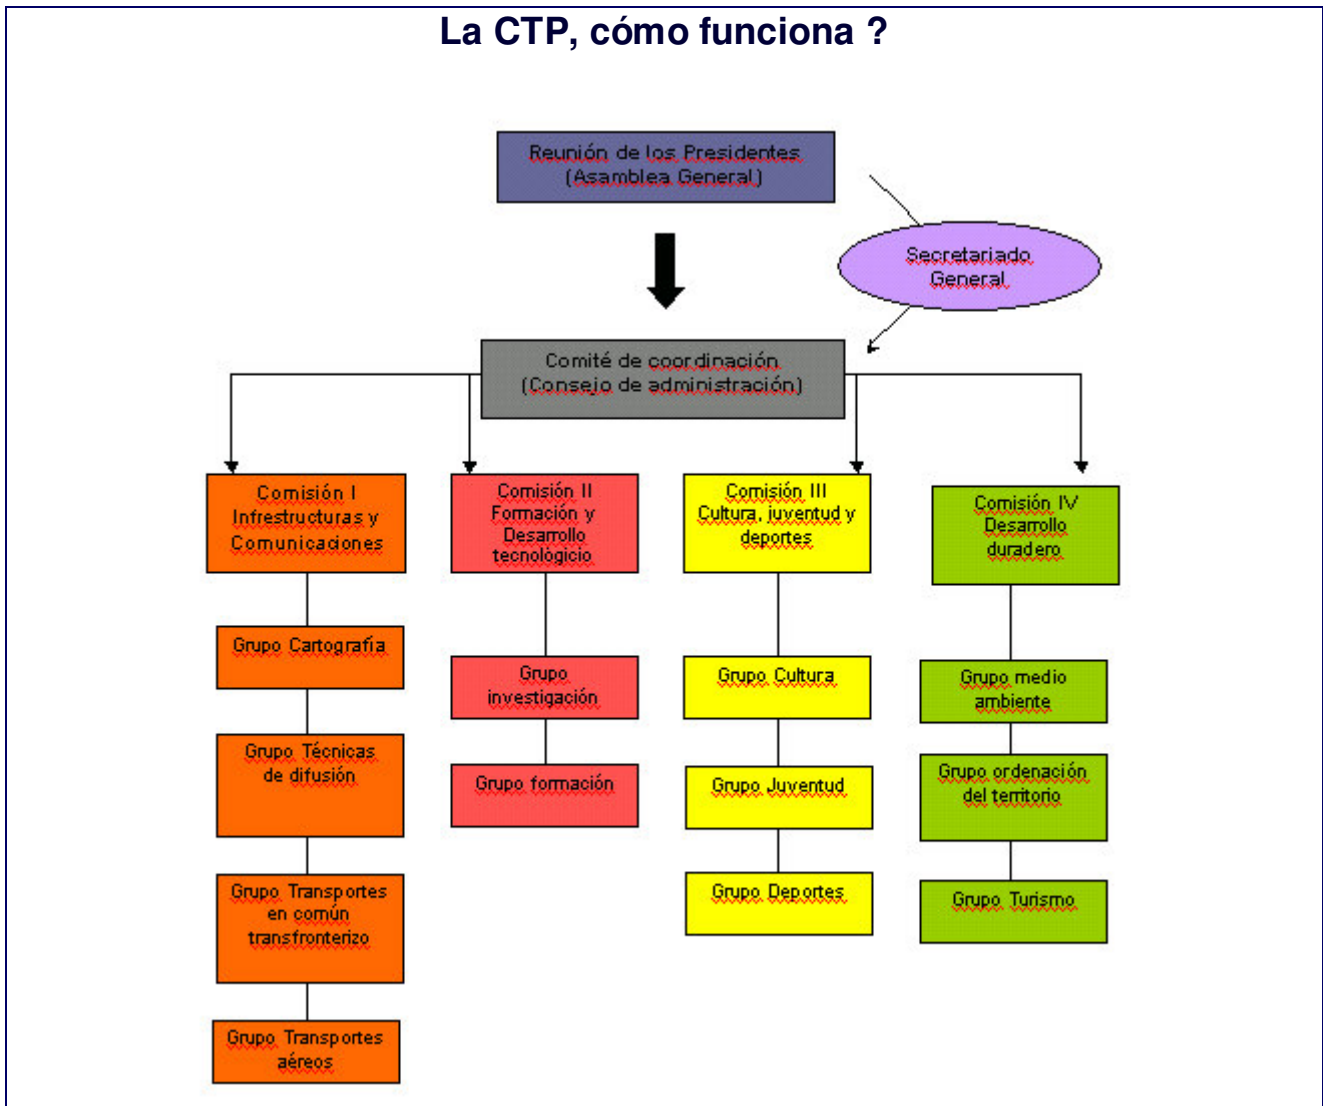 La CTP, cómo funciona ?
Reunión de los Presidentes
(Asamblea General)
Secretariado
General
Comité de coordinación
(Consejo de administración)
Comisión I
Infrestructuras y
Comunicaciones
Comisión II
Formación y
Desarrollo
tecnològicio
Comisión III
Cultura, juventud y
deportes
Comisión IV
Desarrollo
duradero
Grupo Cartografía
Grupo Técnicas
de difusión
Grupo Transportes
en común
transfronterizo
Grupo Transportes
aéreos
Grupo
investigación
Grupo formación
Grupo Cultura
Grupo Juventud
Grupo Deportes
Grupo medio
ambiente
Grupo ordenación
del territorio
Grupo Turismo